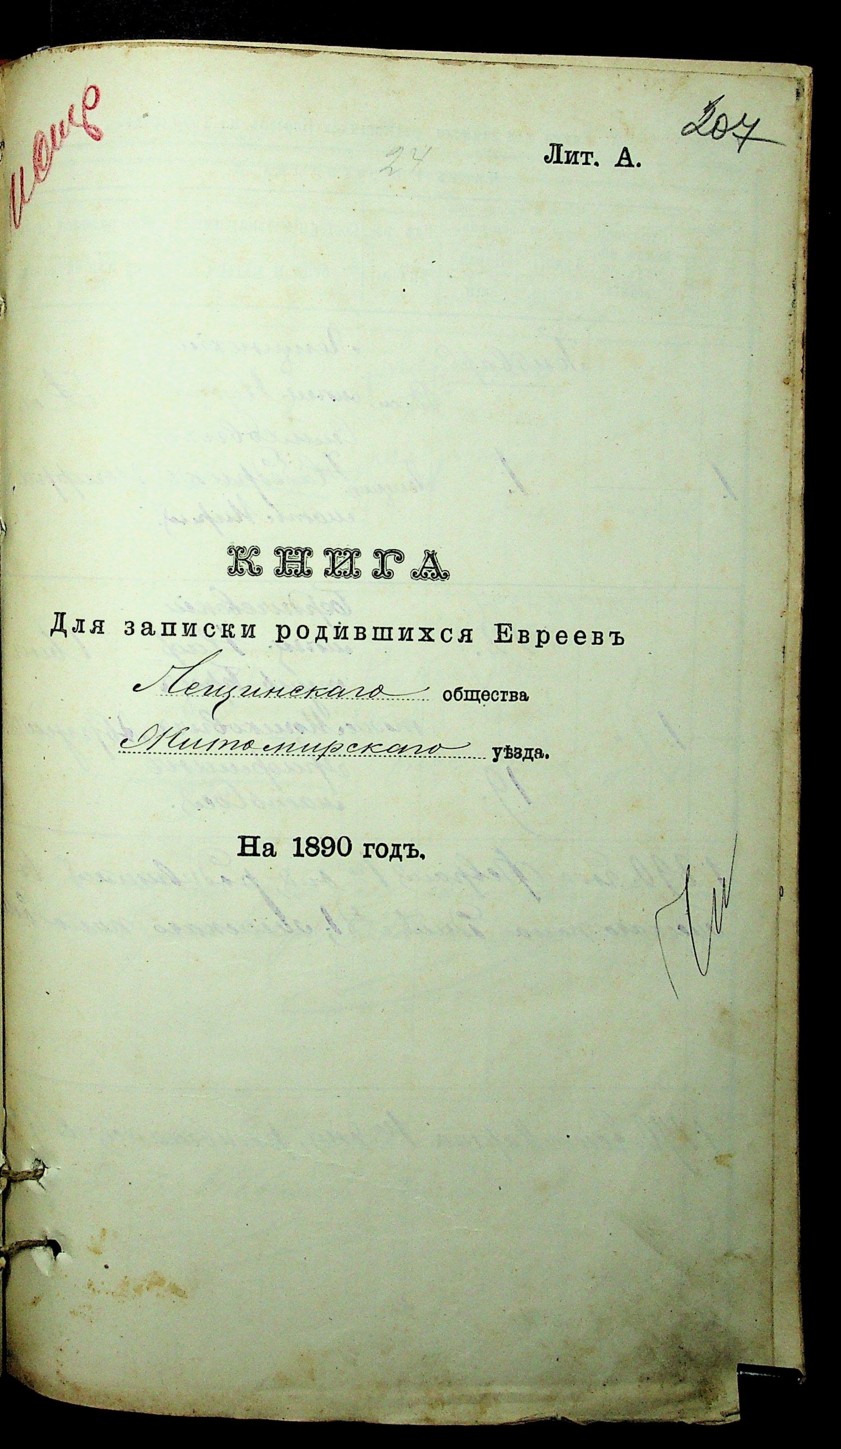 207
24
Лит. А.
КНИГА
Для записки родившихся Евреевъ
Лещинскаго общества
Житомирскаго уѣзда.
На 1890 годъ.